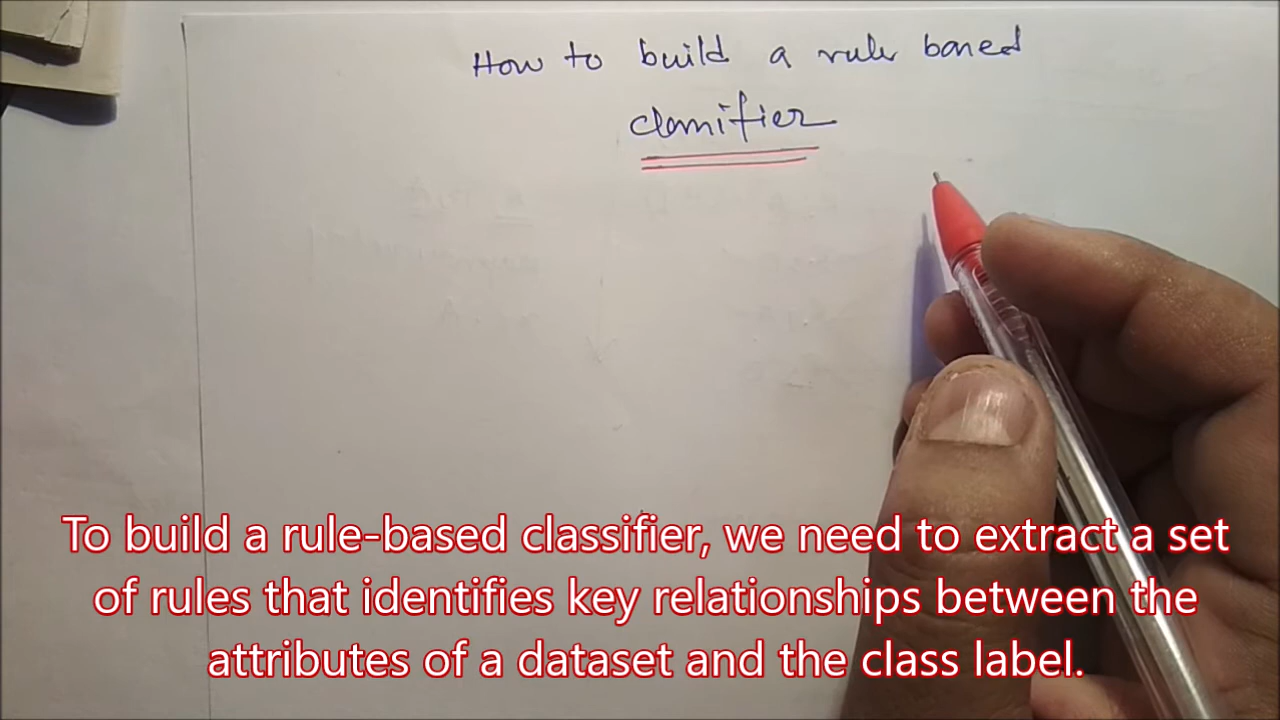 How to build a rule based
classifier
To build a rule-based classifier, we need to extract a set
of rules that identifies key relationships between the
attributes of a dataset and the class label.